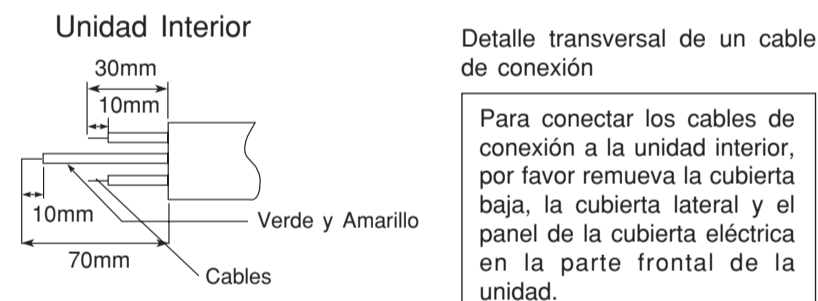 Unidad Interior
30mm
10mm
10mm
70mm
Verde y Amarillo
Cables
Detalle transversal de un cable
de conexión
Para conectar los cables de
conexión a la unidad interior,
por favor remueva la cubierta
baja, la cubierta lateral y el
panel de la cubierta eléctrica
en la parte frontal de la
unidad.